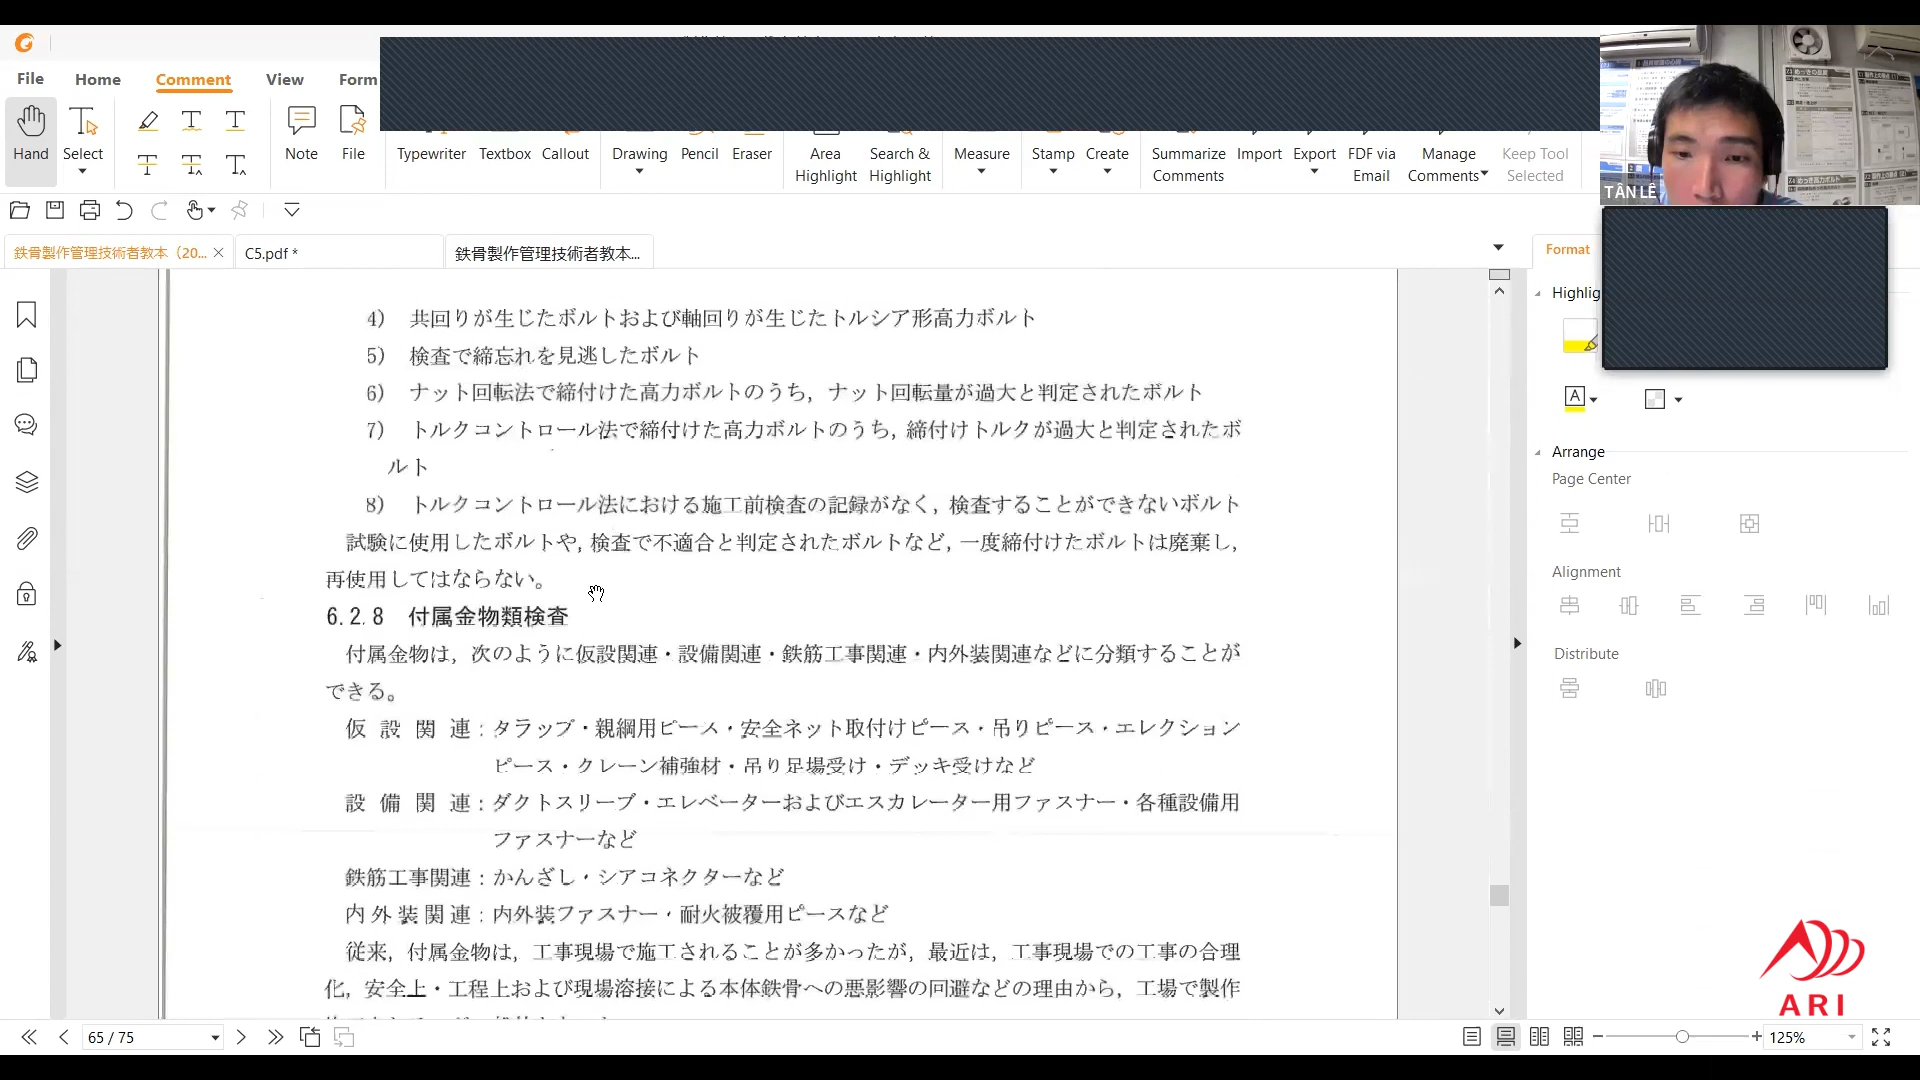 File Home Comment View Form
Hand Select Note File Typewriter Textbox Callout Drawing Pencil Eraser Area Highlight Search & Highlight Measure Stamp Create Summarize Comments Import Export FDF via Email Manage Comments Keep Tool Selected
TÂN LÊ
鉄骨製作管理技術者教本（20... C5.pdf * 鉄骨製作管理技術者教本...
Format
4) 共回りが生じたボルトおよび軸回りが生じたトルシア形高力ボルト
5) 検査で締忘れを見逃したボルト
6) ナット回転法で締付けた高力ボルトのうち，ナット回転量が過大と判定されたボルト
7) トルクコントロール法で締付けた高力ボルトのうち，締付けトルクが過大と判定されたボ
ルト
8) トルクコントロール法における施工前検査の記録がなく，検査することができないボルト
試験に使用したボルトや，検査で不適合と判定されたボルトなど，一度締付けたボルトは廃棄し，
再使用してはならない。
6.2.8 付属金物類検査
付属金物は，次のように仮設関連・設備関連・鉄筋工事関連・内外装関連などに分類することが
できる。
仮設関連：タラップ・親綱用ピース・安全ネット取付けピース・吊りピース・エレクション
ピース・クレーン補強材・吊り足場受け・デッキ受けなど
設備関連：ダクトスリーブ・エレベーターおよびエスカレーター用ファスナー・各種設備用
ファスナーなど
鉄筋工事関連：かんざし・シアコネクターなど
内外装関連：内外装ファスナー・耐火被覆用ピースなど
従来，付属金物は，工事現場で施工されることが多かったが，最近は，工事現場での工事の合理
化，安全上・工程上および現場溶接による本体鉄骨への悪影響の回避などの理由から，工場で製作
Highlig
Arrange
Page Center
Alignment
Distribute
ARI
65 / 75
125%